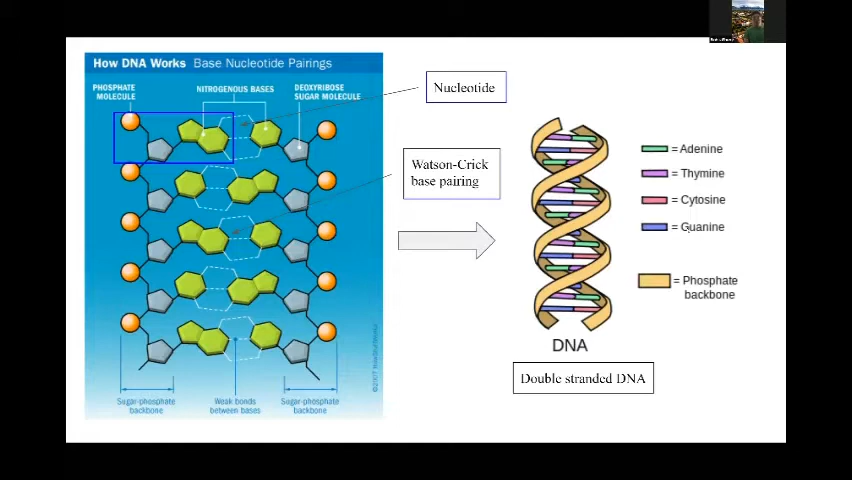 How DNA Works Base Nucleotide Pairings
PHOSPHATE
MOLECULE
NITROGENOUS BASES
DEOXYRIBOSE
SUGAR MOLECULE
Nucleotide
Watson-Crick
base pairing
= Adenine
= Thymine
= Cytosine
= Guanine
= Phosphate
backbone
DNA
Double stranded DNA
Sugar-phosphate
backbone
Weak bonds
between bases
Sugar-phosphate
backbone